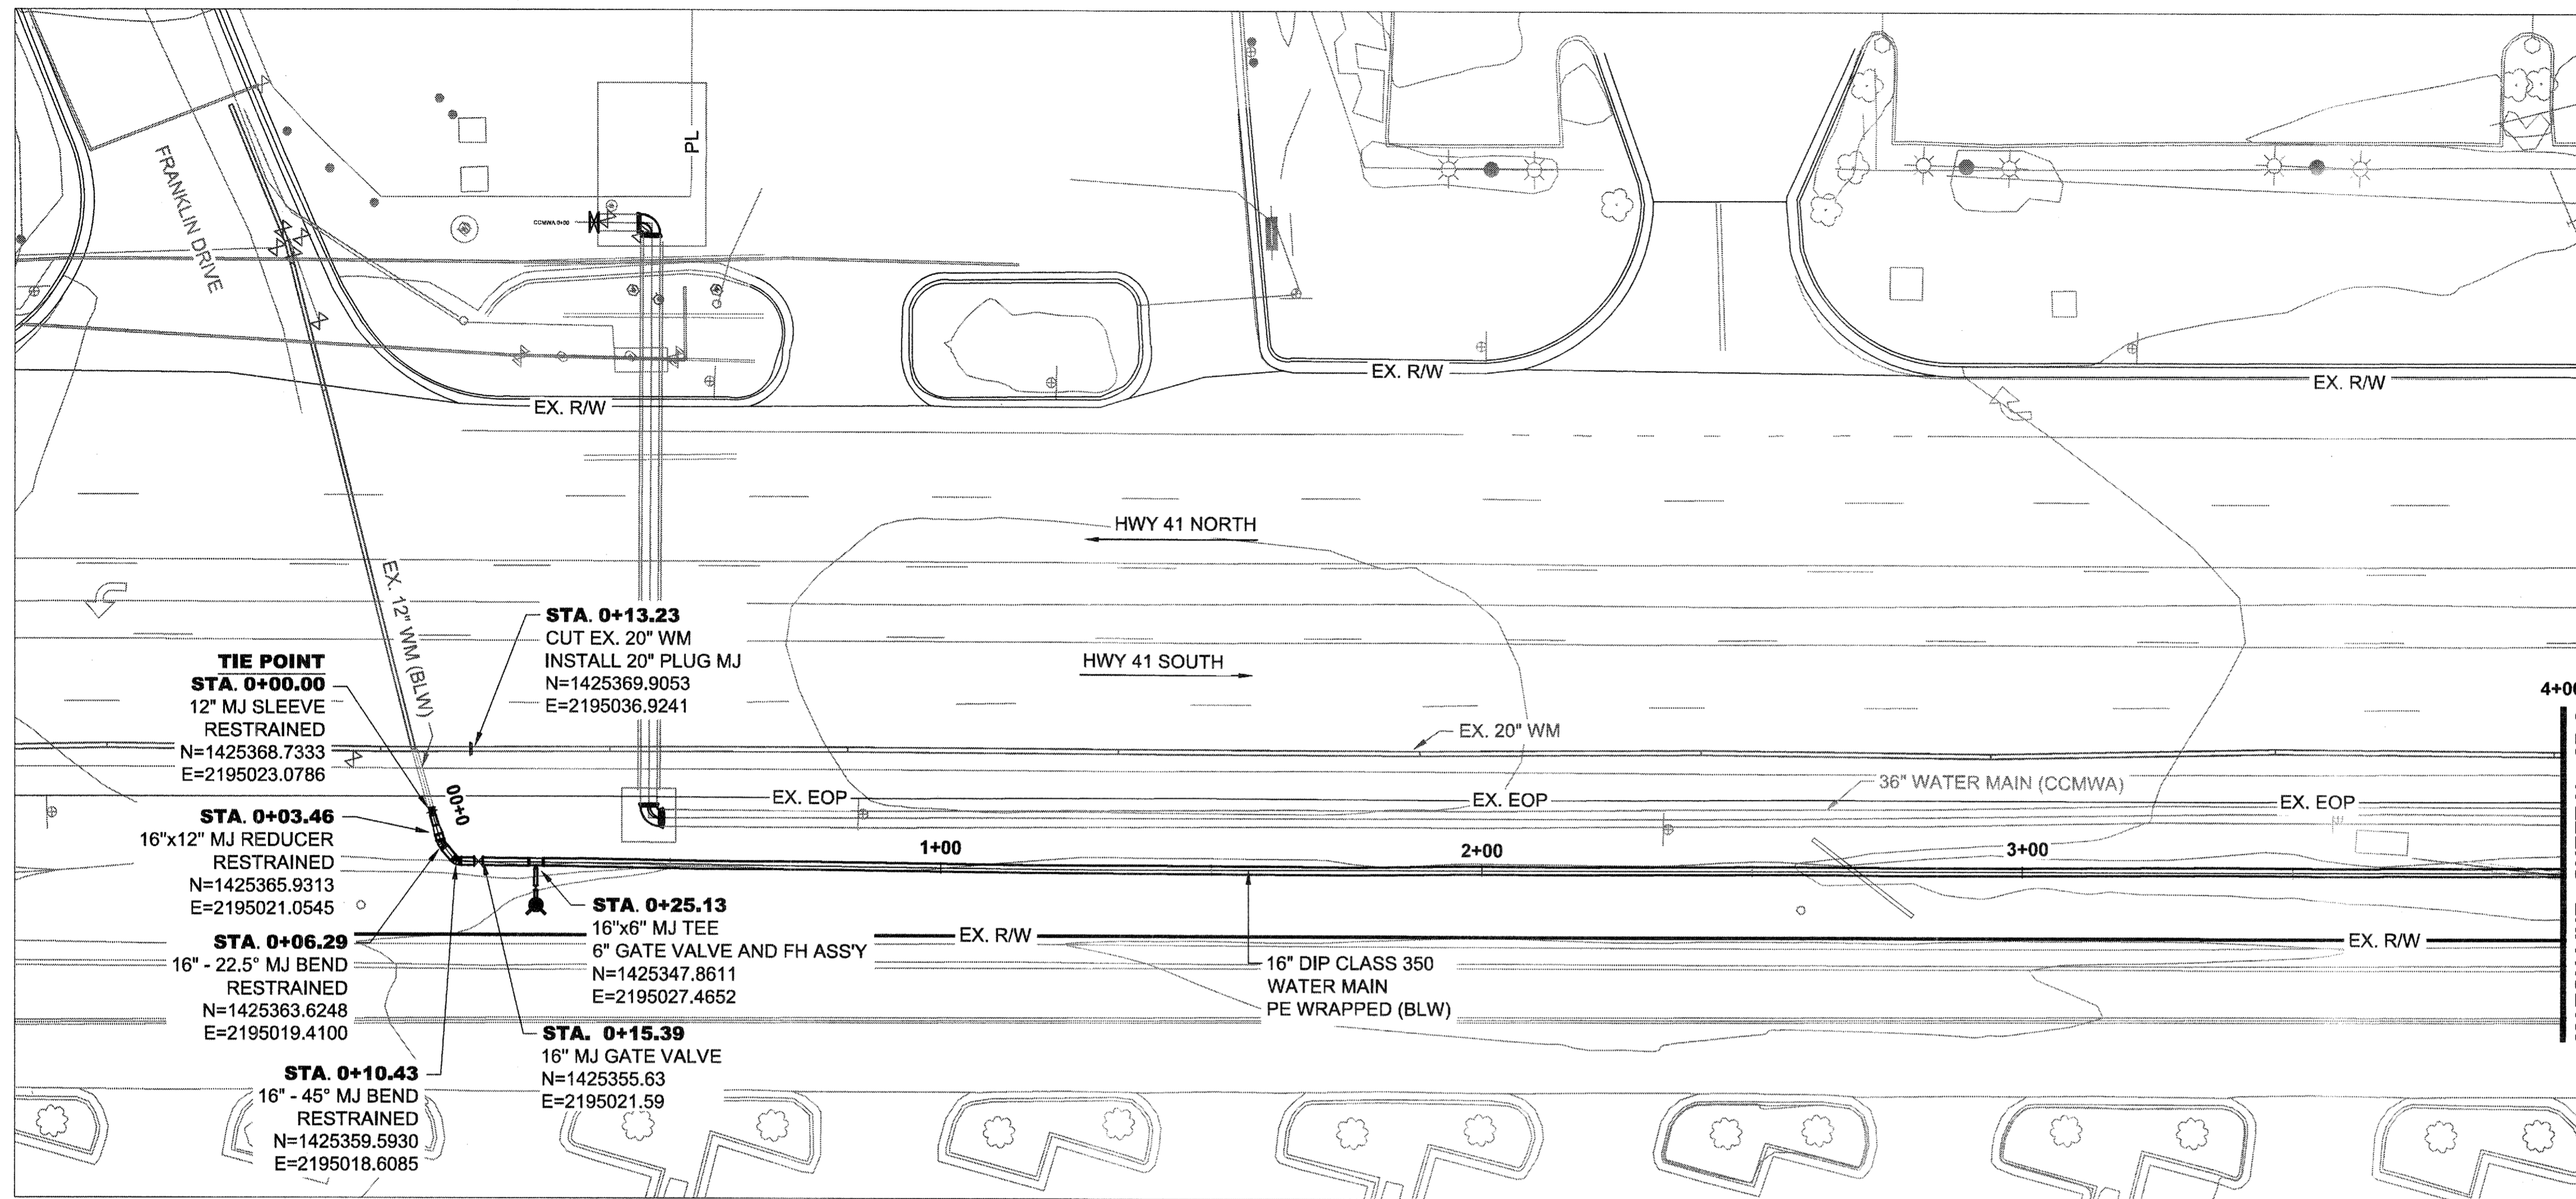 FRANKLIN DRIVE
PL
CCMWA 0+00
EX. R/W
EX. R/W
EX. R/W
HWY 41 NORTH
HWY 41 SOUTH
EX. 12" WM (BLW)
STA. 0+13.23
CUT EX. 20" WM
INSTALL 20" PLUG MJ
N=1425369.9053
E=2195036.9241
TIE POINT
STA. 0+00.00
12" MJ SLEEVE
RESTRAINED
N=1425368.7333
E=2195023.0786
EX. 20" WM
36" WATER MAIN (CCMWA)
EX. EOP
EX. EOP
EX. EOP
0+00
STA. 0+03.46
16"x12" MJ REDUCER
RESTRAINED
N=1425365.9313
E=2195021.0545
1+00
2+00
3+00
4+00
STA. 0+06.29
16" - 22.5° MJ BEND
RESTRAINED
N=1425363.6248
E=2195019.4100
STA. 0+25.13
16"x6" MJ TEE
6" GATE VALVE AND FH ASS'Y
N=1425347.8611
E=2195027.4652
EX. R/W
EX. R/W
16" DIP CLASS 350
WATER MAIN
PE WRAPPED (BLW)
STA. 0+15.39
16" MJ GATE VALVE
N=1425355.63
E=2195021.59
STA. 0+10.43
16" - 45° MJ BEND
RESTRAINED
N=1425359.5930
E=2195018.6085